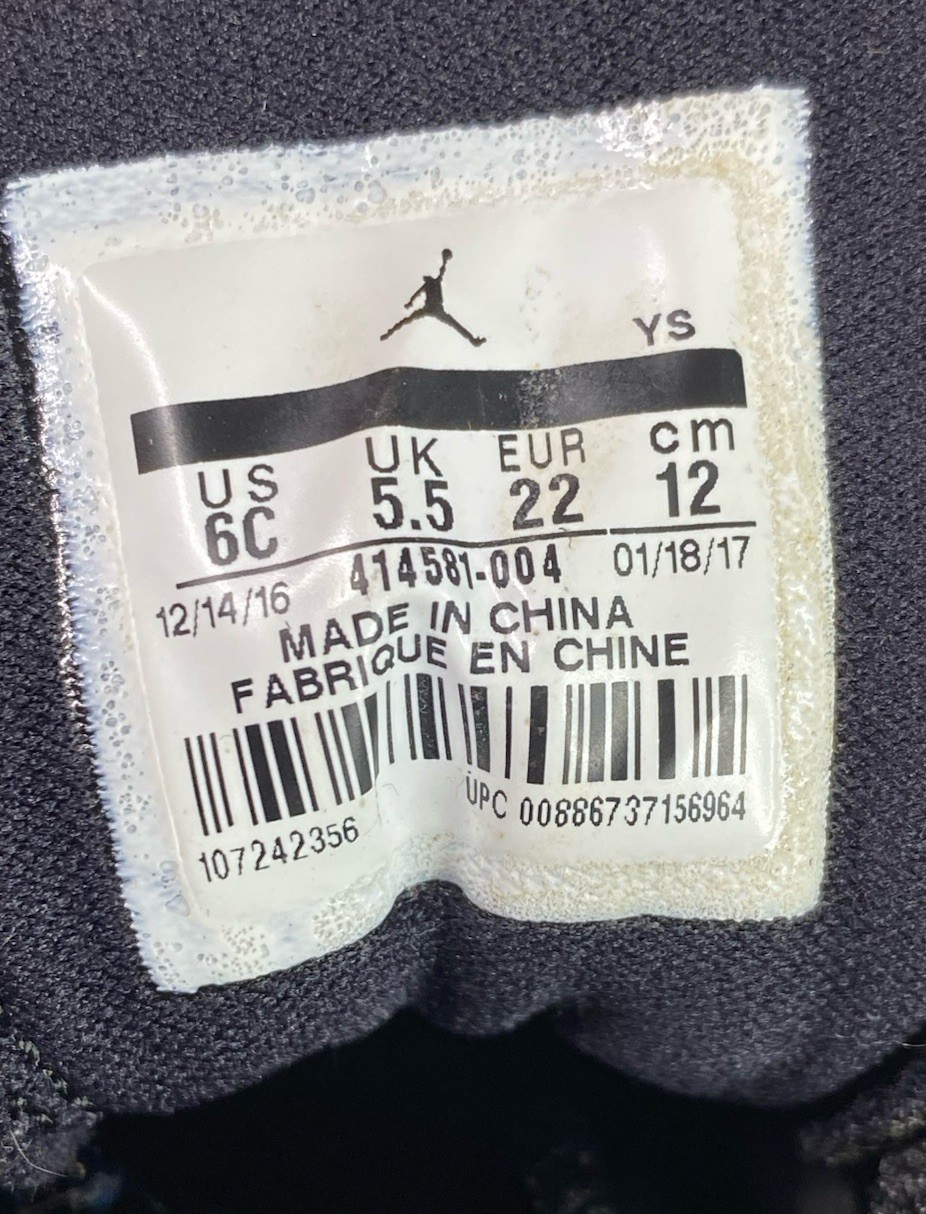 YS
US UK EUR cm
6C 5.5 22 12
12/14/16 414581-004 01/18/17
MADE IN CHINA
FABRIQUE EN CHINE
107242356 UPC 00886737156964